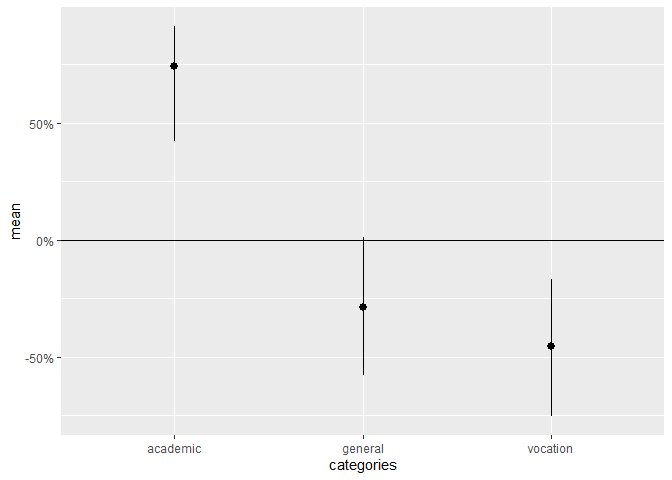 50%
0%
-50%
mean
academic
general
vocation
categories